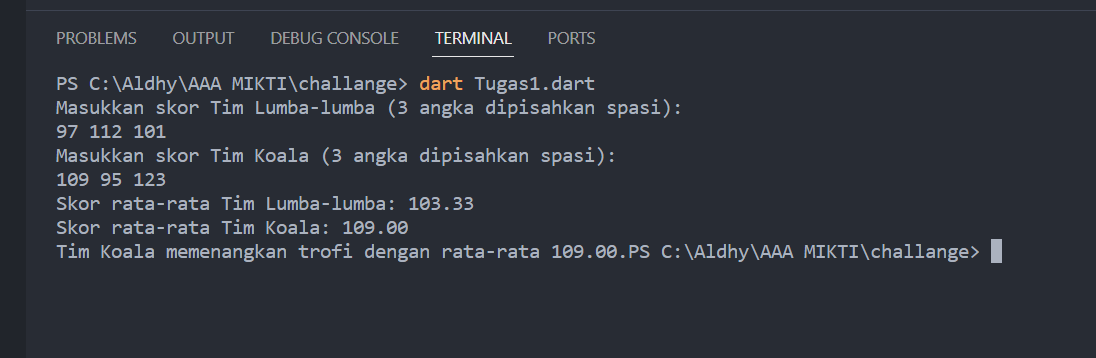 PROBLEMS OUTPUT DEBUG CONSOLE TERMINAL PORTS
PS C:\Aldhy\AAA MIKTI\challange> dart Tugas1.dart
Masukkan skor Tim Lumba-lumba (3 angka dipisahkan spasi):
97 112 101
Masukkan skor Tim Koala (3 angka dipisahkan spasi):
109 95 123
Skor rata-rata Tim Lumba-lumba: 103.33
Skor rata-rata Tim Koala: 109.00
Tim Koala memenangkan trofi dengan rata-rata 109.00.PS C:\Aldhy\AAA MIKTI\challange>